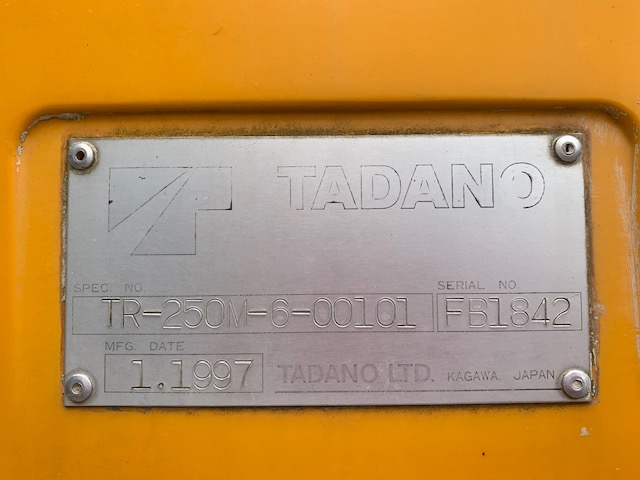 TADANO
SPEC. NO. SERIAL NO.
TR-250M-6-00101 FB1842
MFG. DATE
1.1997 TADANO LTD. KAGAWA, JAPAN